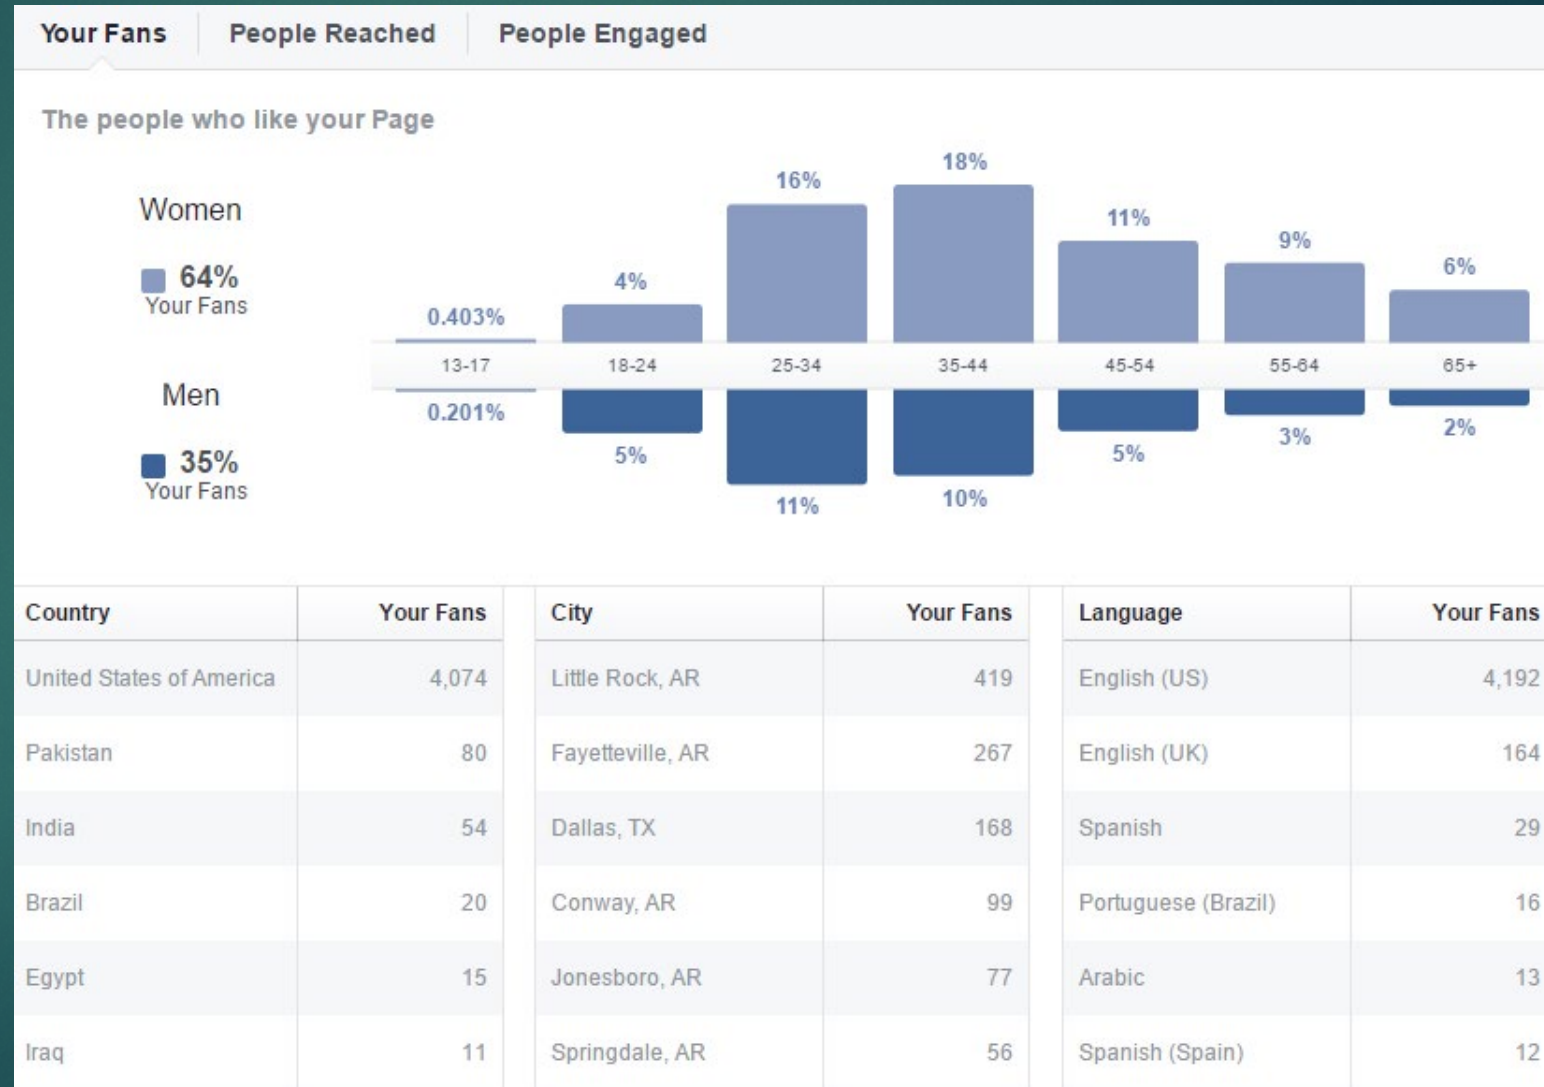 Your Fans People Reached People Engaged
The people who like your Page
Women
64%
Your Fans
Men
35%
Your Fans
0.403% 4% 16% 18% 11% 9% 6%
13-17 18-24 25-34 35-44 45-54 55-64 65+
0.201% 5% 11% 10% 5% 3% 2%
Country Your Fans City Your Fans Language Your Fans
United States of America 4,074 Little Rock, AR 419 English (US) 4,192
Pakistan 80 Fayetteville, AR 267 English (UK) 164
India 54 Dallas, TX 168 Spanish 29
Brazil 20 Conway, AR 99 Portuguese (Brazil) 16
Egypt 15 Jonesboro, AR 77 Arabic 13
Iraq 11 Springdale, AR 56 Spanish (Spain) 12